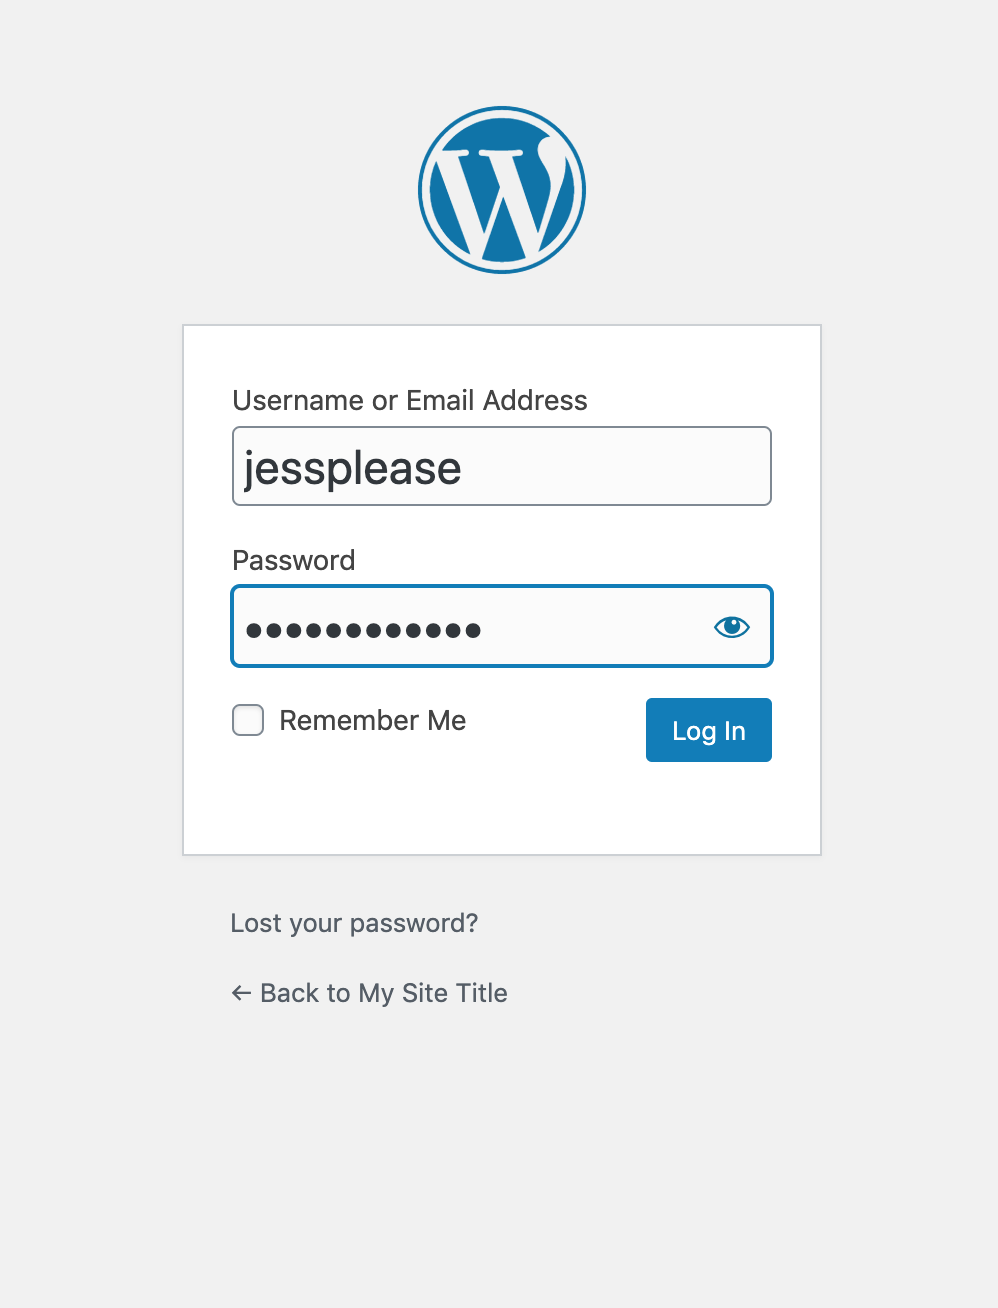 Username or Email Address
jessplease
Password
●●●●●●●●●●●●
Remember Me
Log In
Lost your password?
← Back to My Site Title